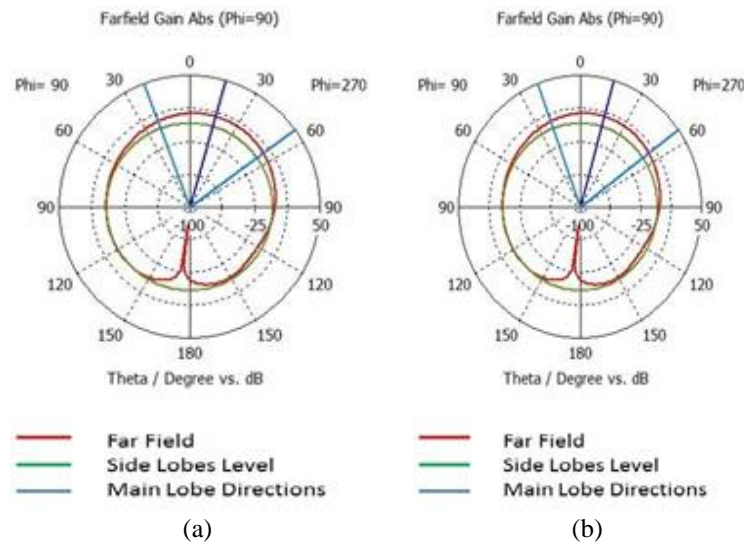 Farfield Gain Abs (Phi=90)
0
Phi= 90 30 30 Phi=270
60 60
90 -100 -25 50 90
120 120
150 150
180
Theta / Degree vs. dB
Far Field
Side Lobes Level
Main Lobe Directions
(a)
Farfield Gain Abs (Phi=90)
0
Phi= 90 30 30 Phi=270
60 60
90 -100 -25 50 90
120 120
150 150
180
Theta / Degree vs. dB
Far Field
Side Lobes Level
Main Lobe Directions
(b)